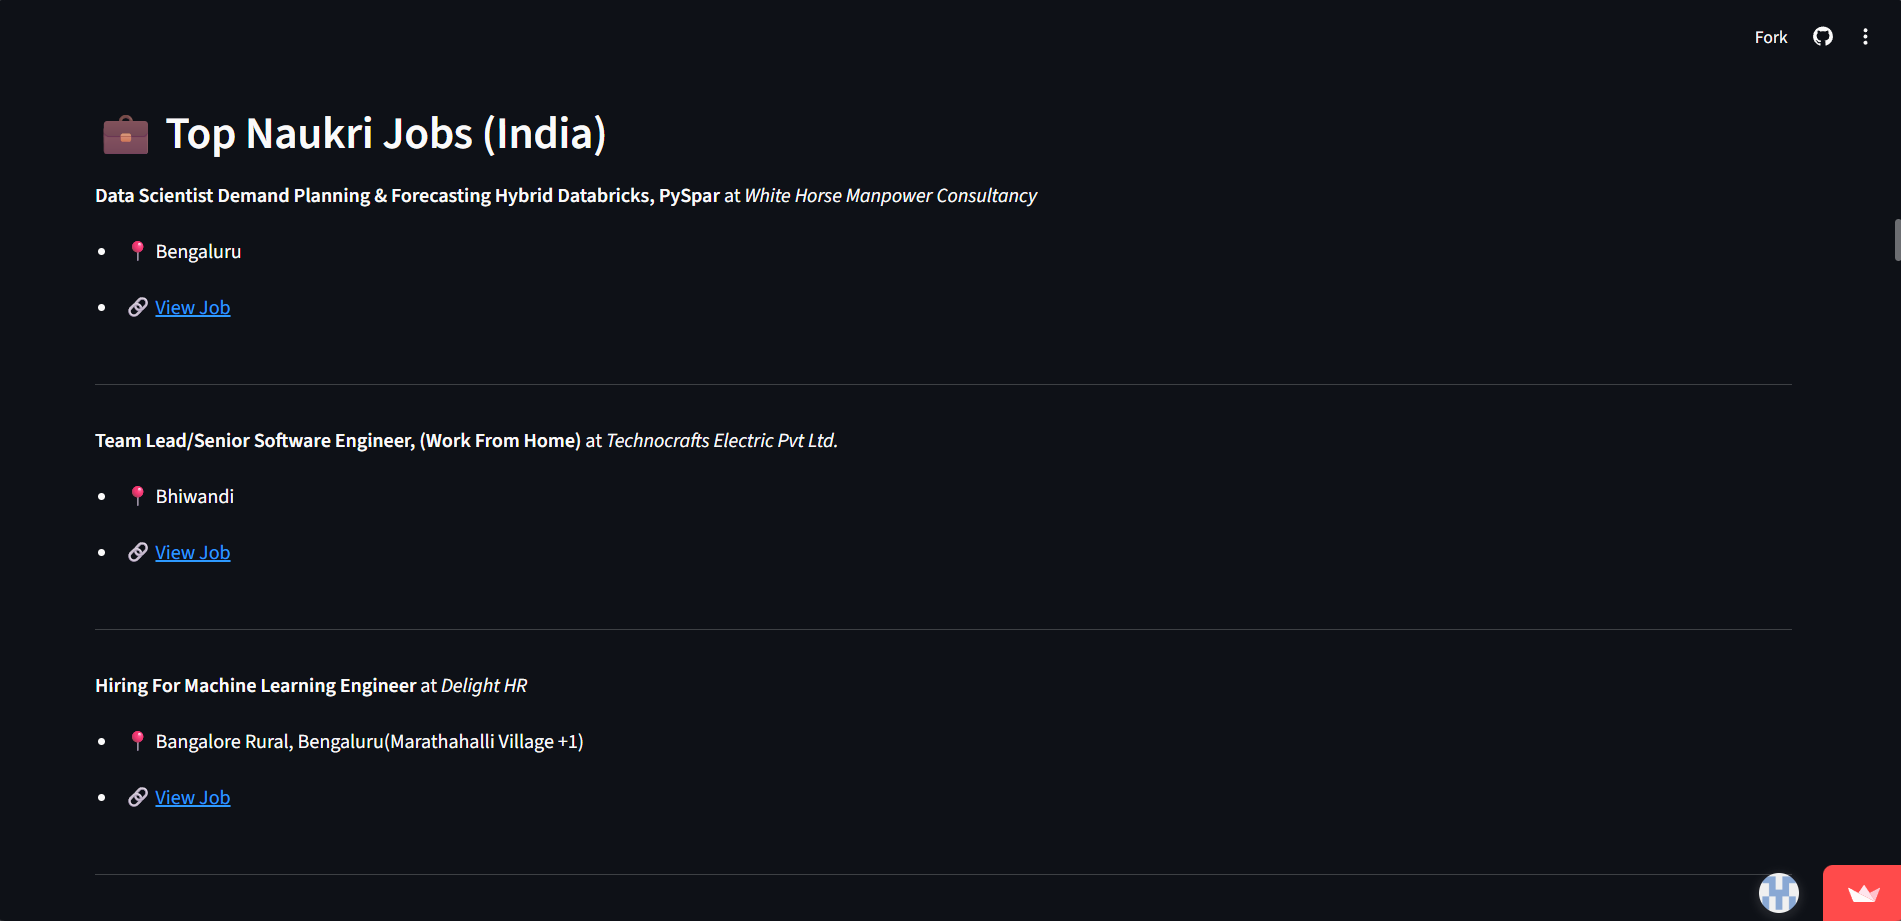 Fork
Top Naukri Jobs (India)
Data Scientist Demand Planning & Forecasting Hybrid Databricks, PySpar at White Horse Manpower Consultancy
Bengaluru
View Job
Team Lead/Senior Software Engineer, (Work From Home) at Technocrafts Electric Pvt Ltd.
Bhiwandi
View Job
Hiring For Machine Learning Engineer at Delight HR
Bangalore Rural, Bengaluru(Marathahalli Village +1)
View Job